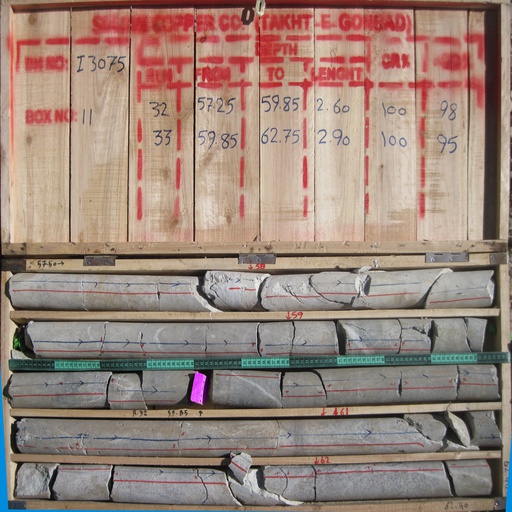 SARCHESHMEH COPPER CO. (TAKHT-E-GONBAD)
DEPTH
BH NO: I3075 RUN FROM TO LENGHT CR% RQD%
BOX NO: 11 32 57.25 59.85 2.60 100 98
33 59.85 62.75 2.90 100 95
57.50→ ↓58
↓59
R.32 59.85 ↑ ↓61
↓62